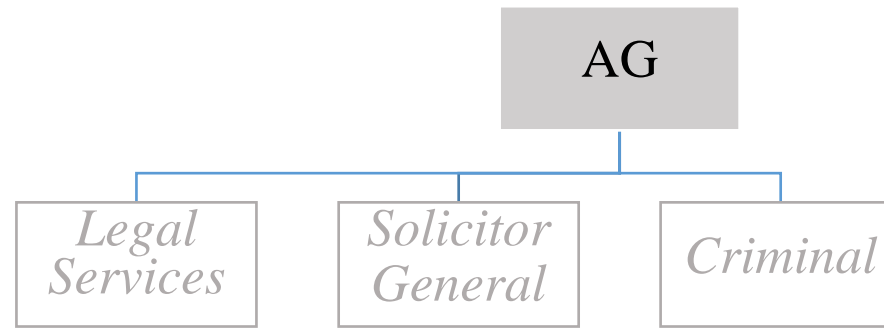 AG
Legal
Services
Solicitor
General
Criminal